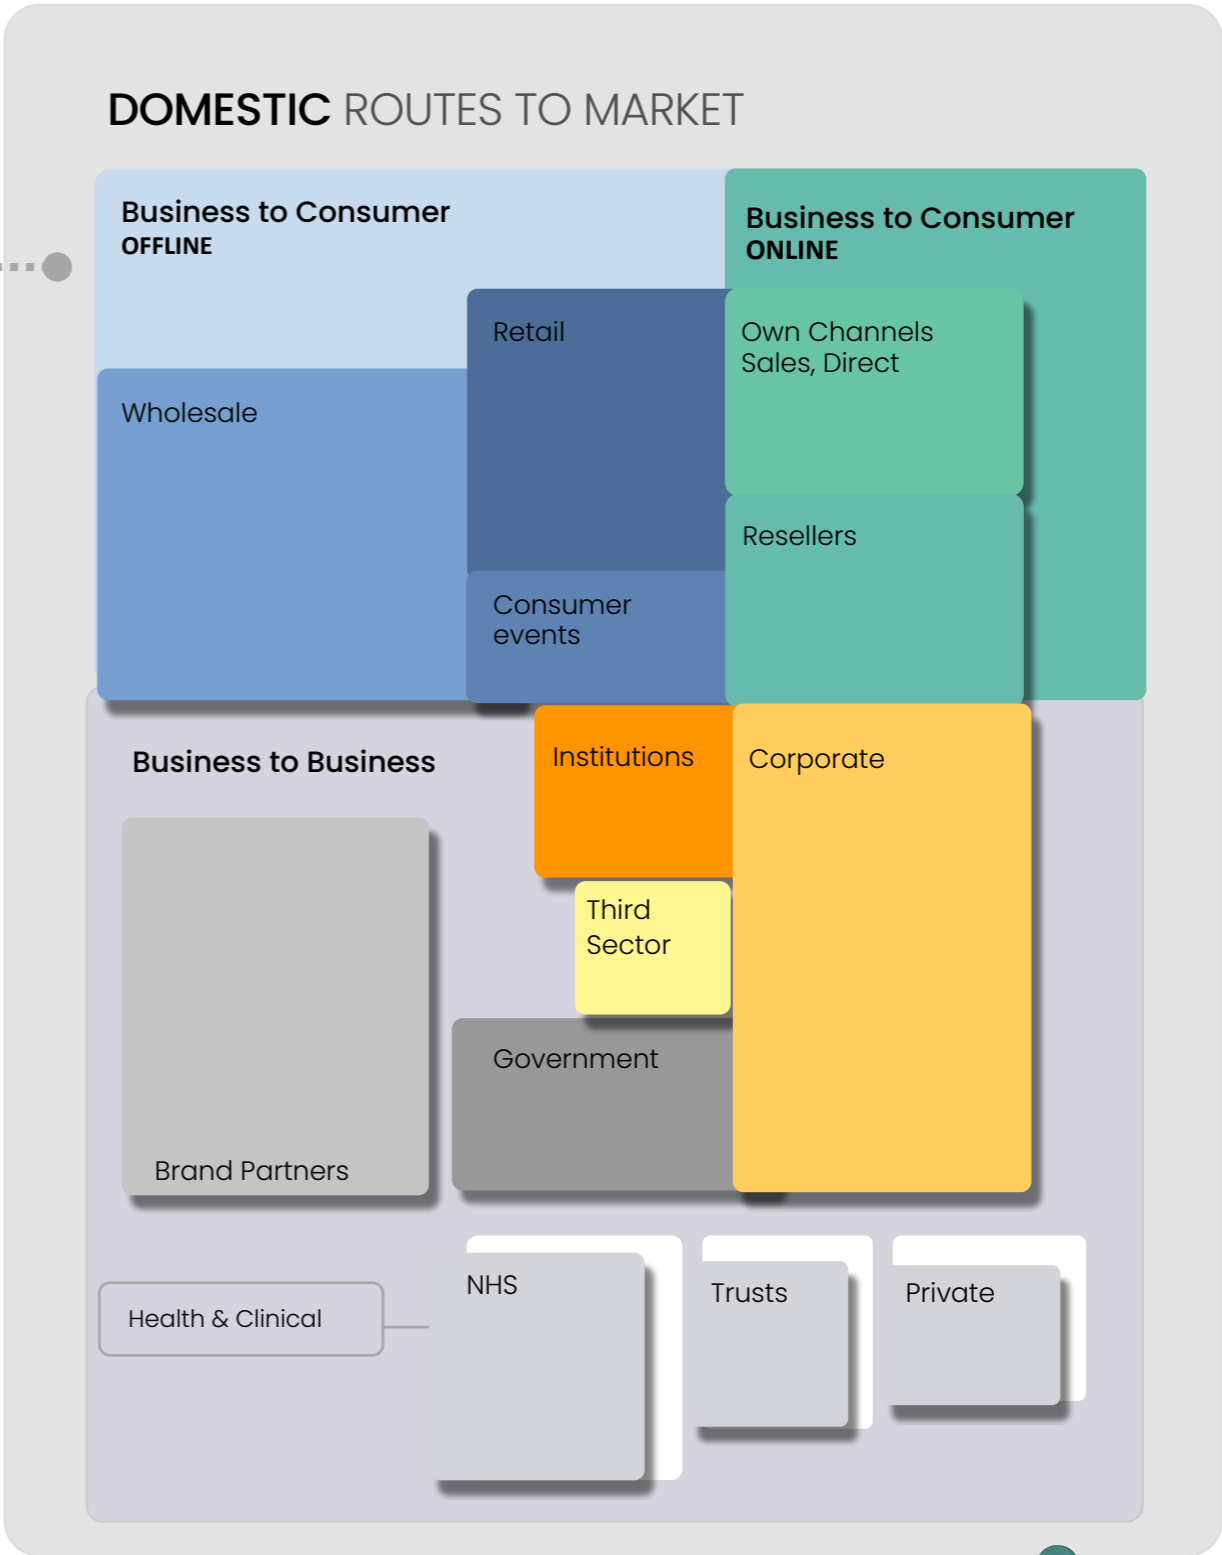 DOMESTIC ROUTES TO MARKET
Business to Consumer
OFFLINE
Business to Consumer
ONLINE
Retail
Own Channels
Sales, Direct
Wholesale
Resellers
Consumer
events
Business to Business
Institutions
Corporate
Third
Sector
Government
Brand Partners
Health & Clinical
NHS
Trusts
Private